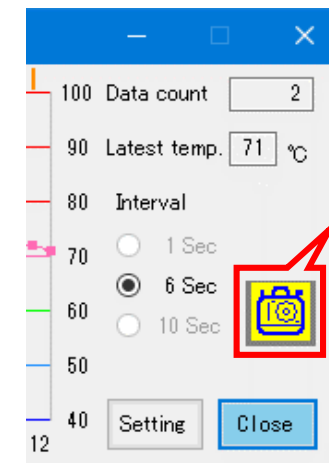 100 Data count 2
90 Latest temp. 71 ℃
80 Interval
70 1 Sec
6 Sec
60 10 Sec
50
40 Setting Close
12